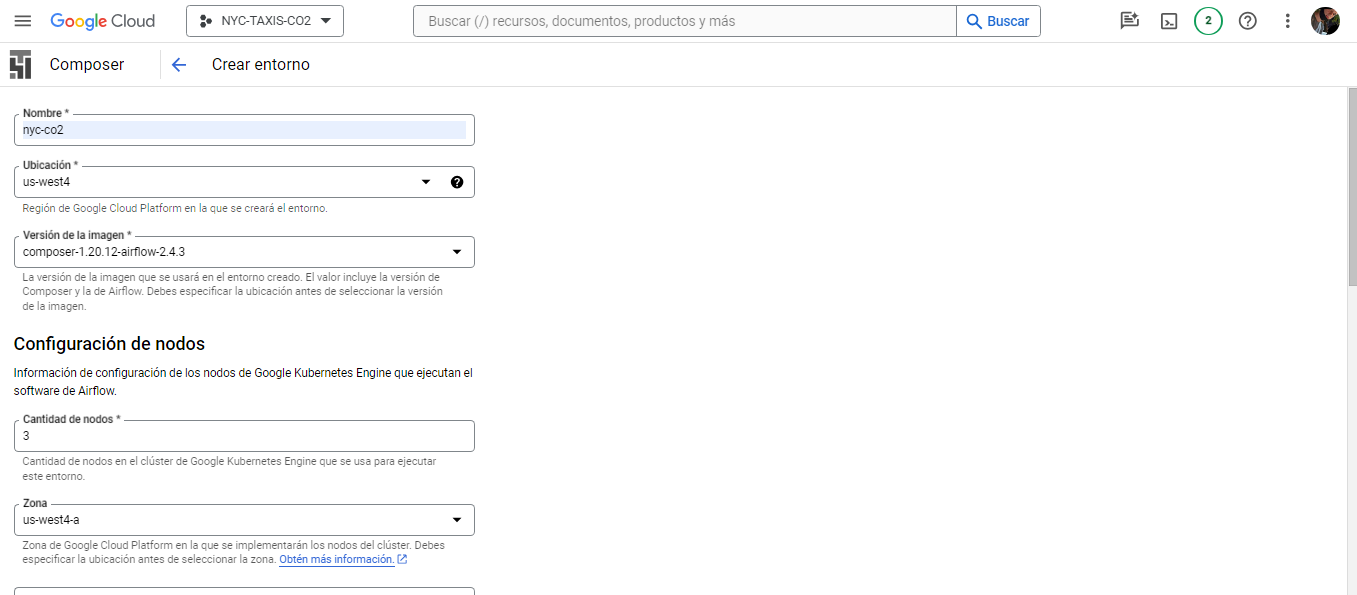 Google Cloud
NYC-TAXIS-CO2
Buscar (/) recursos, documentos, productos y más
Buscar
2
Composer
Crear entorno
Nombre *
nyc-co2
Ubicación *
us-west4
Región de Google Cloud Platform en la que se creará el entorno.
Versión de la imagen *
composer-1.20.12-airflow-2.4.3
La versión de la imagen que se usará en el entorno creado. El valor incluye la versión de
Composer y la de Airflow. Debes especificar la ubicación antes de seleccionar la versión
de la imagen.
Configuración de nodos
Información de configuración de los nodos de Google Kubernetes Engine que ejecutan el
software de Airflow.
Cantidad de nodos *
3
Cantidad de nodos en el clúster de Google Kubernetes Engine que se usa para ejecutar
este entorno.
Zona
us-west4-a
Zona de Google Cloud Platform en la que se implementarán los nodos del clúster. Debes
especificar la ubicación antes de seleccionar la zona. Obtén más información.